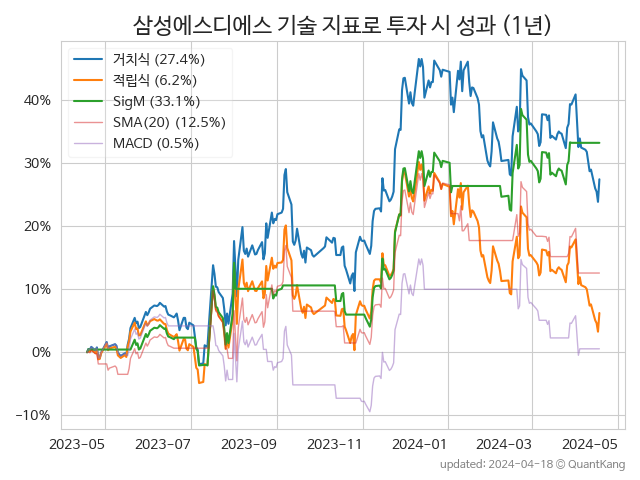 삼성에스디에스 기술 지표로 투자 시 성과 (1년)
거치식 (27.4%)
적립식 (6.2%)
SigM (33.1%)
SMA(20) (12.5%)
MACD (0.5%)
40%
30%
20%
10%
0%
−10%
2023−05 2023−07 2023−09 2023−11 2024−01 2024−03 2024−05
updated: 2024−04−18 © QuantKang